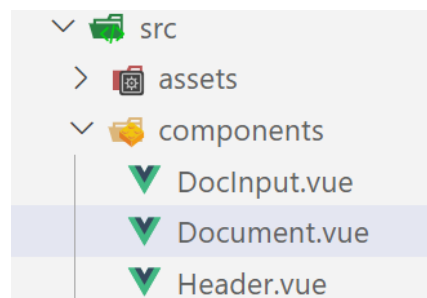 src
assets
components
DocInput.vue
Document.vue
Header.vue